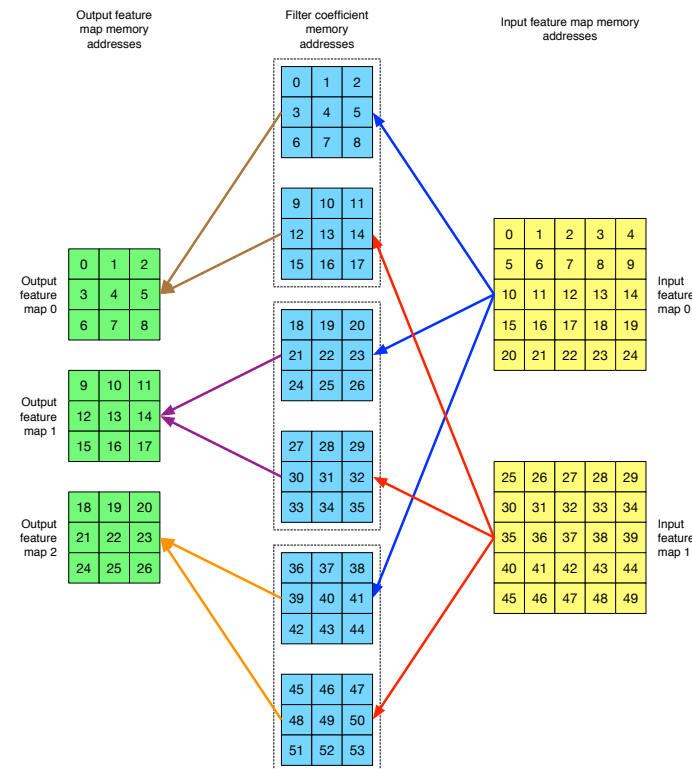 Output feature
map memory
addresses
Filter coefficient
memory
addresses
Input feature map memory
addresses
0 1 2
3 4 5
6 7 8
9 10 11
12 13 14
15 16 17
18 19 20
21 22 23
24 25 26
27 28 29
30 31 32
33 34 35
36 37 38
39 40 41
42 43 44
45 46 47
48 49 50
51 52 53
Output
feature
map 0
0 1 2
3 4 5
6 7 8
Output
feature
map 1
9 10 11
12 13 14
15 16 17
Output
feature
map 2
18 19 20
21 22 23
24 25 26
0 1 2 3 4
5 6 7 8 9
10 11 12 13 14
15 16 17 18 19
20 21 22 23 24
Input
feature
map 0
25 26 27 28 29
30 31 32 33 34
35 36 37 38 39
40 41 42 43 44
45 46 47 48 49
Input
feature
map 1